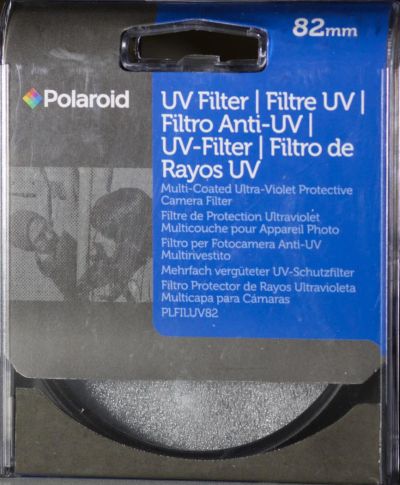 82mm
Polaroid
UV Filter | Filtre UV |
Filtro Anti-UV |
UV-Filter | Filtro de
Rayos UV
Multi-Coated Ultra-Violet Protective
Camera Filter
Filtre de Protection Ultraviolet
Multicouche pour Appareil Photo
Filtro per Fotocamera Anti-UV
Multirivestito
Mehrfach vergüteter UV-Schutzfilter
Filtro Protector de Rayos Ultravioleta
Multicapa para Cámaras
PLFILUV82